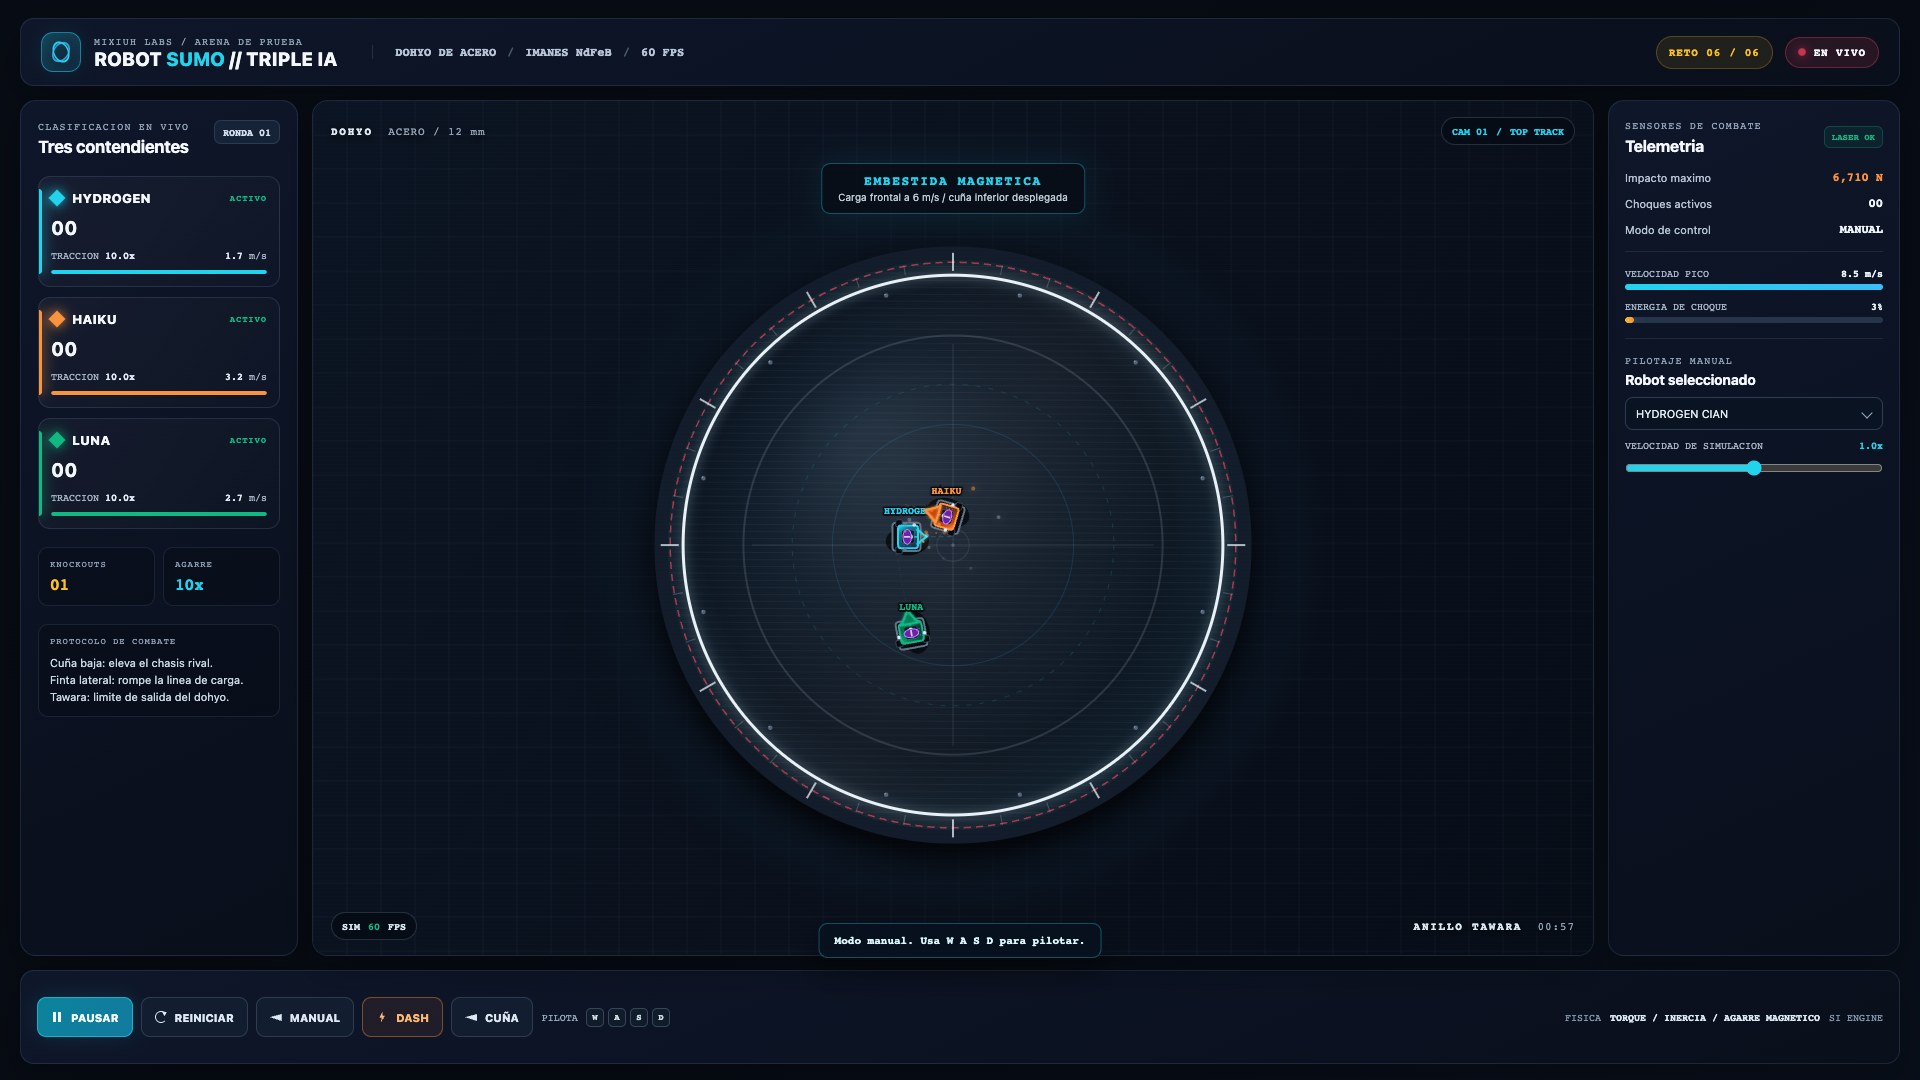 MIXIUH LABS / ARENA DE PRUEBA
ROBOT SUMO // TRIPLE IA
DOHYO DE ACERO / IMANES NdFeB / 60 FPS
RETO 06 / 06
EN VIVO
CLASIFICACION EN VIVO
Tres contendientes
RONDA 01
HYDROGEN
ACTIVO
00
TRACCION 10.0x
1.7 m/s
HAIKU
ACTIVO
00
TRACCION 10.0x
3.2 m/s
LUNA
ACTIVO
00
TRACCION 10.0x
2.7 m/s
KNOCKOUTS
01
AGARRE
10x
PROTOCOLO DE COMBATE
Cuña baja: eleva el chasis rival.
Finta lateral: rompe la linea de carga.
Tawara: limite de salida del dohyo.
DOHYO ACERO / 12 mm
CAM 01 / TOP TRACK
EMBESTIDA MAGNETICA
Carga frontal a 6 m/s / cuña inferior desplegada
HAIKU
HYDROGE
LUNA
SIM 60 FPS
Modo manual. Usa W A S D para pilotar.
ANILLO TAWARA 00:57
SENSORES DE COMBATE
Telemetria
LASER OK
Impacto maximo
6,710 N
Choques activos
00
Modo de control
MANUAL
VELOCIDAD PICO
8.5 m/s
ENERGIA DE CHOQUE
3%
PILOTAJE MANUAL
Robot seleccionado
HYDROGEN CIAN
VELOCIDAD DE SIMULACION
1.0x
PAUSAR
REINICIAR
MANUAL
DASH
CUÑA
PILOTA W A S D
FISICA TORQUE / INERCIA / AGARRE MAGNETICO SI ENGINE